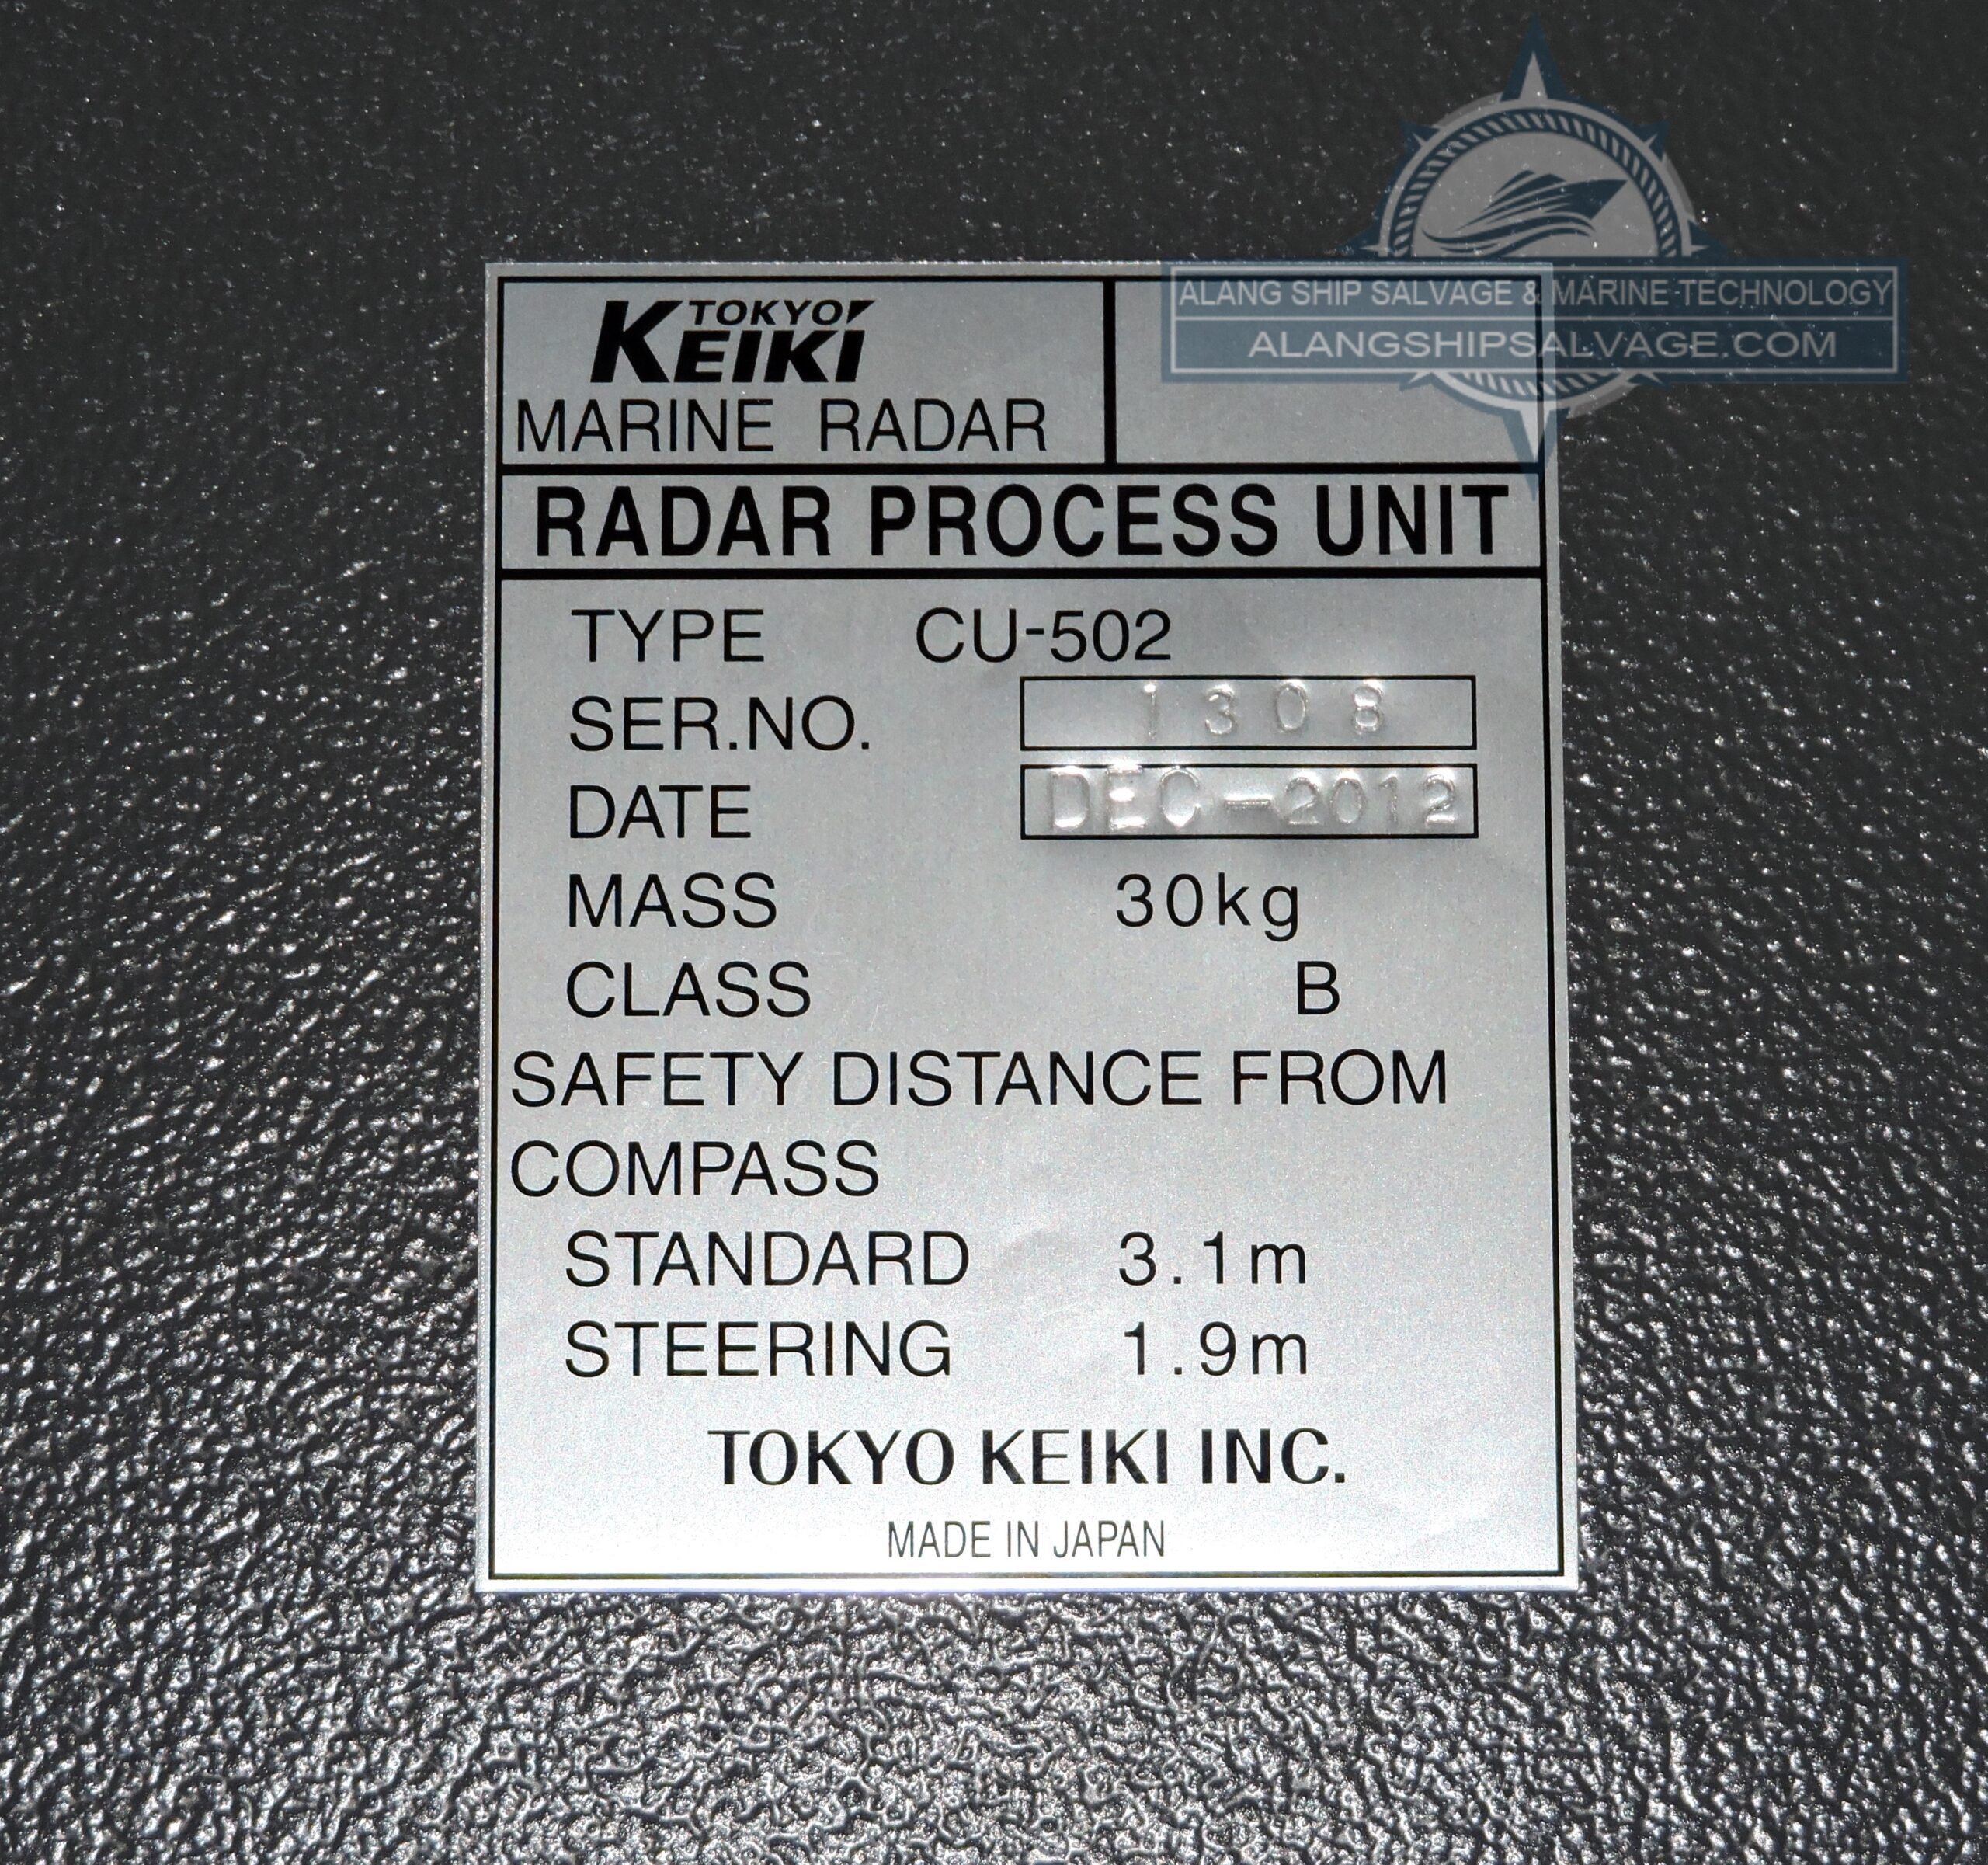 ALANG SHIP SALVAGE & MARINE TECHNOLOGY
ALANGSHIPSALVAGE.COM
TOKYO
KEIKI
MARINE RADAR
RADAR PROCESS UNIT
TYPE CU-502
SER.NO. 1308
DATE DEC-2012
MASS 30kg
CLASS B
SAFETY DISTANCE FROM
COMPASS
STANDARD 3.1m
STEERING 1.9m
TOKYO KEIKI INC.
MADE IN JAPAN